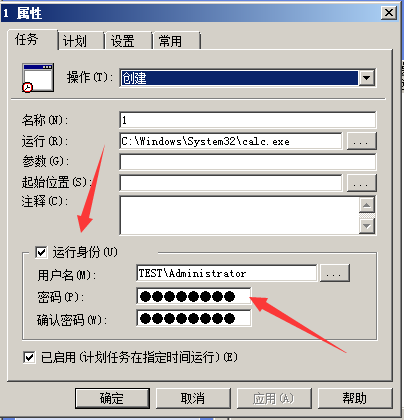 1 属性
任务 计划 设置 常用
操作(T): 创建
名称(N): 1
运行(R): C:\Windows\System32\calc.exe ...
参数(G):
起始位置(S): ...
注释(C):
运行身份(U)
用户名(M): TEST\Administrator ...
密码(P): ●●●●●●●●
确认密码(W): ●●●●●●●●
已启用(计划任务在指定时间运行)(E)
确定 取消 应用(A) 帮助